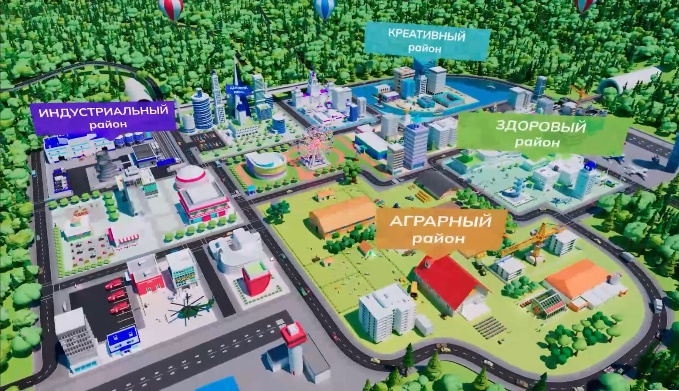 КРЕАТИВНЫЙ
район
ИНДУСТРИАЛЬНЫЙ
район
ЗДОРОВЫЙ
район
АГРАРНЫЙ
район